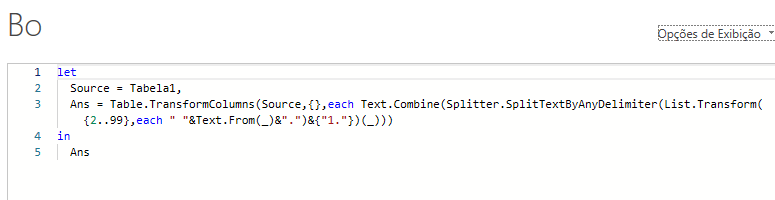 Bo
Opções de Exibição
1 let
2 Source = Tabela1,
3 Ans = Table.TransformColumns(Source,{},each Text.Combine(Splitter.SplitTextByAnyDelimiter(List.Transform(
{2..99},each " "&Text.From(_)&".")&{"1."})(_)))
4 in
5 Ans